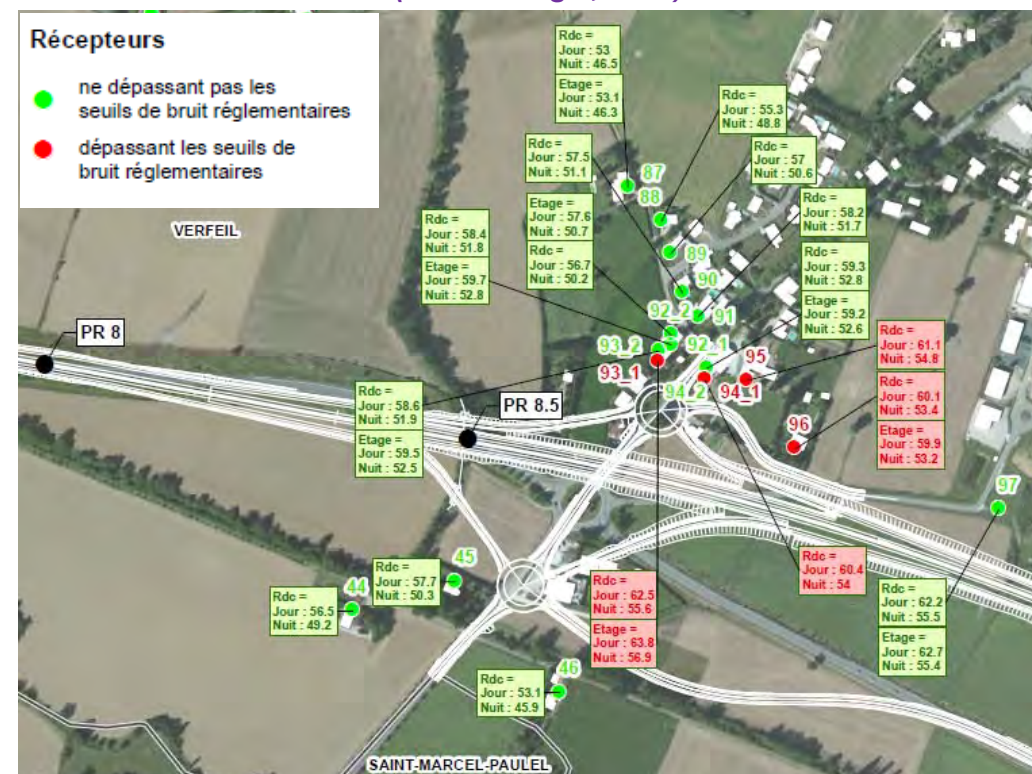 Récepteurs
ne dépassant pas les
seuils de bruit réglementaires
dépassant les seuils de
bruit réglementaires
VERFEIL
PR 8
PR 8.5
Rdc =
Jour : 53
Nuit : 46.5
Etage =
Jour : 53.1
Nuit : 46.3
Rdc =
Jour : 55.3
Nuit : 48.8
Rdc =
Jour : 57.5
Nuit : 51.1
Rdc =
Jour : 57
Nuit : 50.6
Rdc =
Jour : 58.2
Nuit : 51.7
Etage =
Jour : 57.6
Nuit : 50.7
Rdc =
Jour : 56.7
Nuit : 50.2
Rdc =
Jour : 58.4
Nuit : 51.8
Etage =
Jour : 59.7
Nuit : 52.8
Rdc =
Jour : 59.3
Nuit : 52.8
Etage =
Jour : 59.2
Nuit : 52.6
Rdc =
Jour : 61.1
Nuit : 54.8
Rdc =
Jour : 60.1
Nuit : 53.4
Etage =
Jour : 59.9
Nuit : 53.2
Rdc =
Jour : 58.6
Nuit : 51.9
Etage =
Jour : 59.5
Nuit : 52.5
87
88
89
90
91
92_2
92_1
93_2
93_1
94_2
94_1
95
96
97
45
44
46
Rdc =
Jour : 57.7
Nuit : 50.3
Rdc =
Jour : 56.5
Nuit : 49.2
Rdc =
Jour : 62.5
Nuit : 55.6
Etage =
Jour : 63.8
Nuit : 56.9
Rdc =
Jour : 60.4
Nuit : 54
Rdc =
Jour : 62.2
Nuit : 55.5
Etage =
Jour : 62.7
Nuit : 55.4
Rdc =
Jour : 53.1
Nuit : 45.9
SAINT-MARCEL-PAULEL